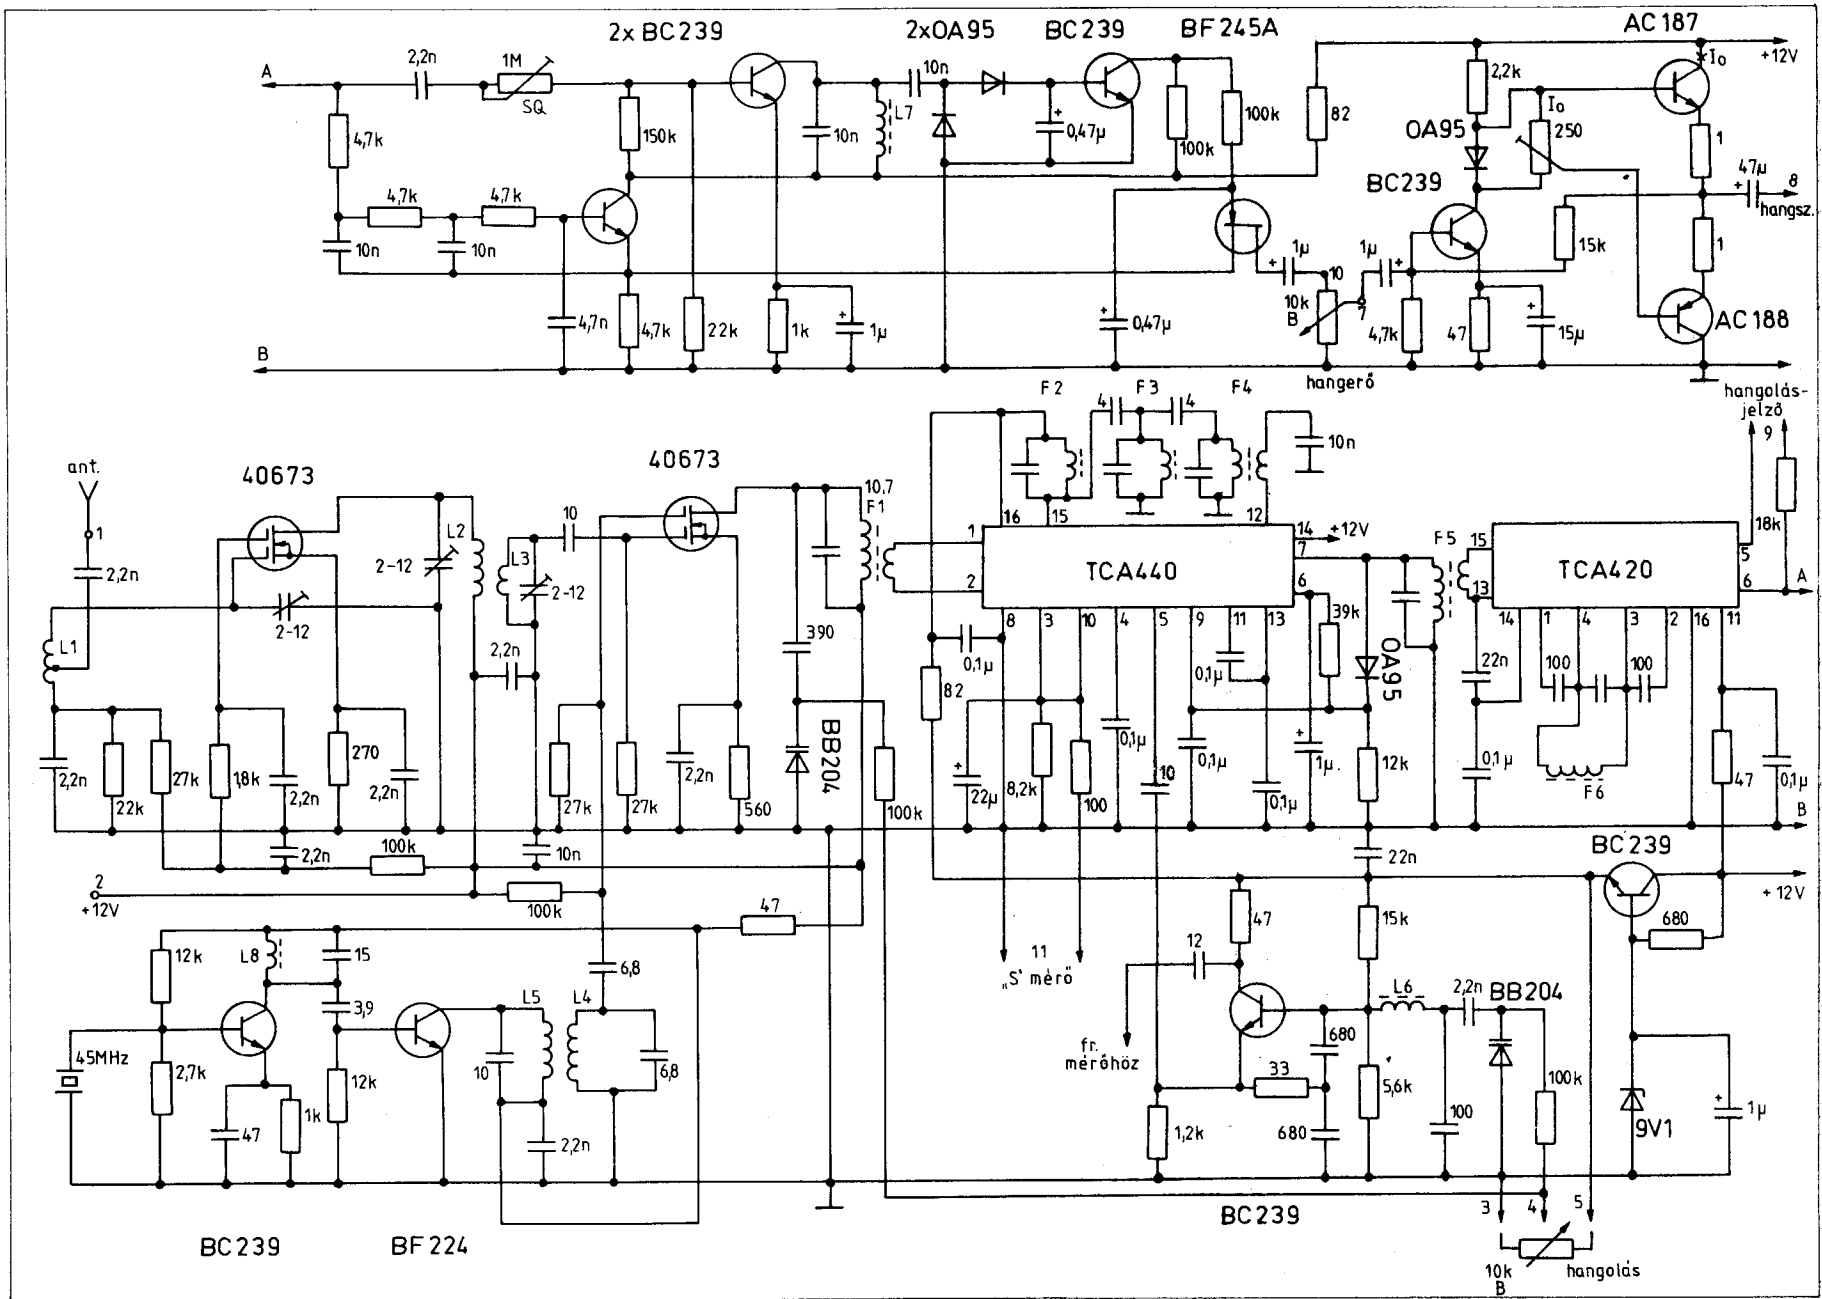 2x BC239
2xOA95
BC239
BF245A
AC187
A
2,2n
1M
SQ
10n
+12V
I₀
4,7k
150k
10n
L7
0,47µ
100k
100k
82
2,2k
OA95
I₀
250
1
4,7k
4,7k
10n
10n
BC239
47µ
8
hangsz.
1µ
1µ
15k
1
10
10k
B
7
4,7n
4,7k
22k
1k
1µ
0,47µ
4,7k
47
15µ
AC188
B
hangerő
hangolás-
jelző
9
F2
F3
F4
4
4
10n
ant.
1
40673
40673
10,7
F1
10
L2
L3
2-12
2-12
2-12
2,2n
L1
2,2n
390
1
2
16
15
12
14
+12V
7
6
TCA440
8
3
10
4
5
9
11
13
39k
OA95
F5
15
13
14
TCA420
1
4
3
2
16
11
5
6
18k
A
0,1µ
82
0,1µ
22n
100
100
2,2n
22k
27k
1,8k
2,2n
270
2,2n
27k
27k
2,2n
560
BB204
100k
22µ
8,2k
100
0,1µ
10
0,1µ
0,1µ
1µ
12k
0,1µ
F6
47
0,1µ
B
2,2n
100k
10n
22n
BC239
2
+12V
100k
+12V
47
47
15k
680
12k
L8
15
3,9
6,8
11
„S' mérő
12
L5
L4
L6
2,2n
BB204
45MHz
2,7k
12k
10
6,8
fr.
mérőhöz
680
33
5,6k
100k
47
1k
2,2n
1,2k
680
100
9V1
1µ
BC239
BF224
BC239
3
4
5
10k
B
hangolás